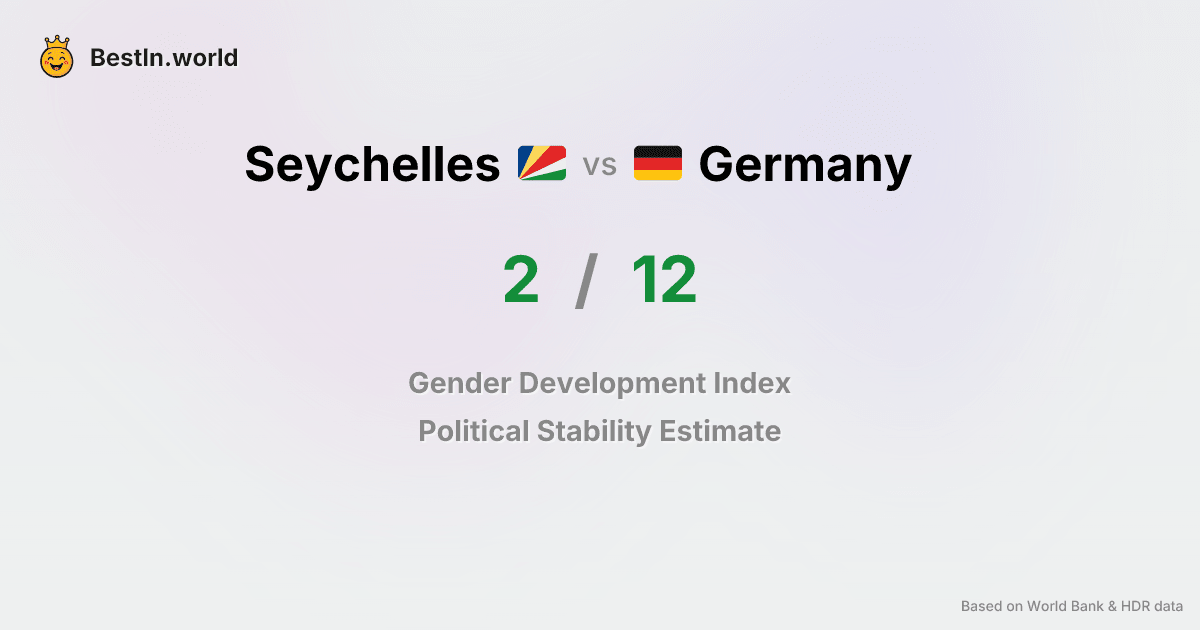 BestIn.world
Seychelles vs Germany
2 / 12
Gender Development Index
Political Stability Estimate
Based on World Bank & HDR data